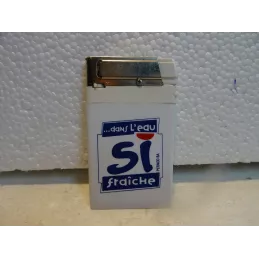 ...dans l'eau
Si
fraîche